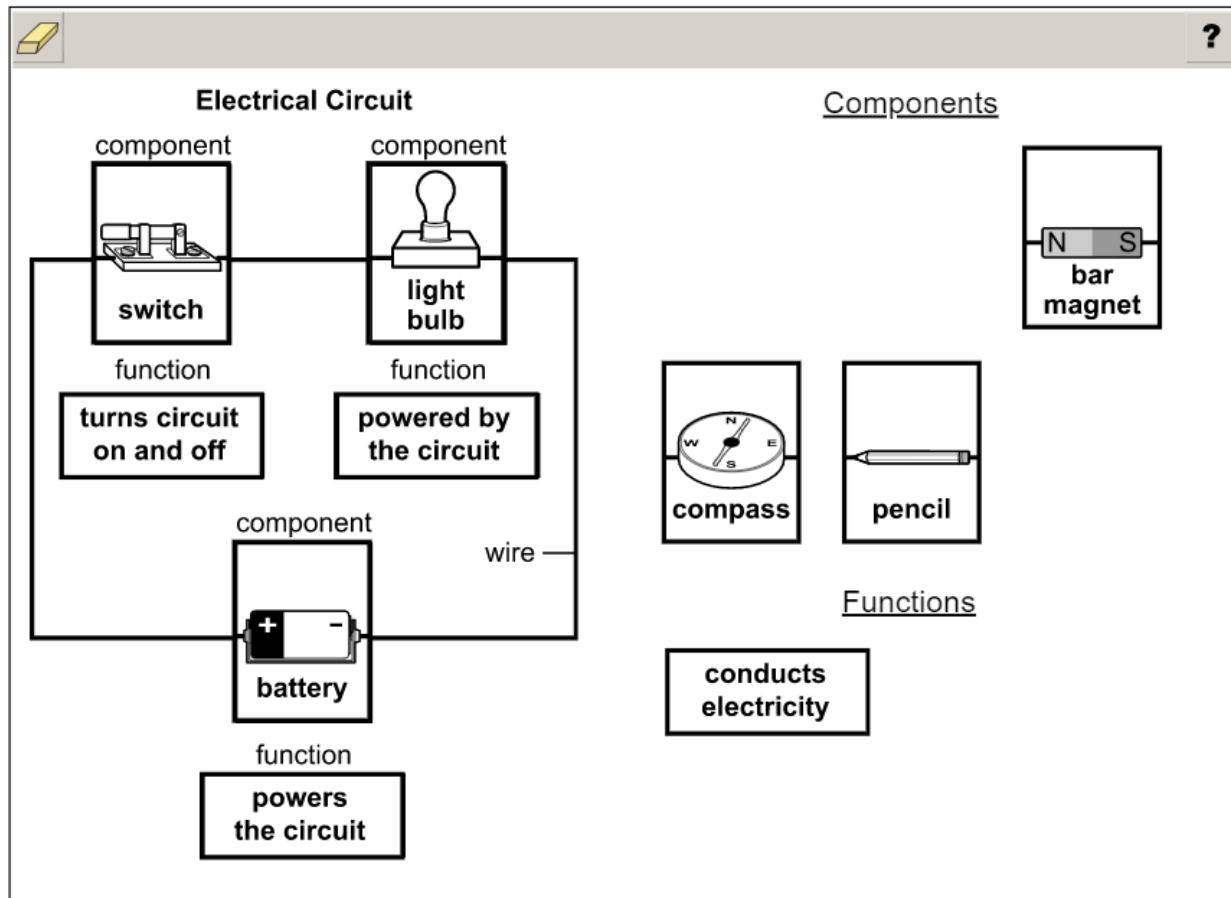 ?
Electrical Circuit
component
switch
function
turns circuit
on and off
component
light
bulb
function
powered by
the circuit
component
+ -
battery
function
powers
the circuit
wire
Components
N S
bar
magnet
N
W E
S
compass
pencil
Functions
conducts
electricity